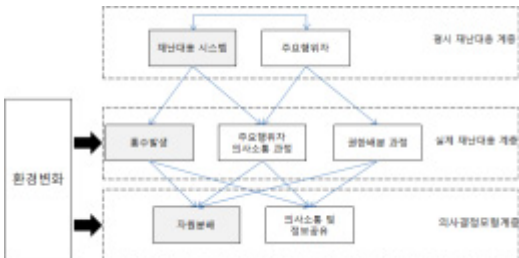 평시 재난대응 계층
재난대응 시스템
주요행위자
홍수발생
주요행위자
의사소통 과정
권한배분 과정
실제 재난대응 계층
환경변화
자원분배
의사소통 및
정보공유
의사결정모형계층